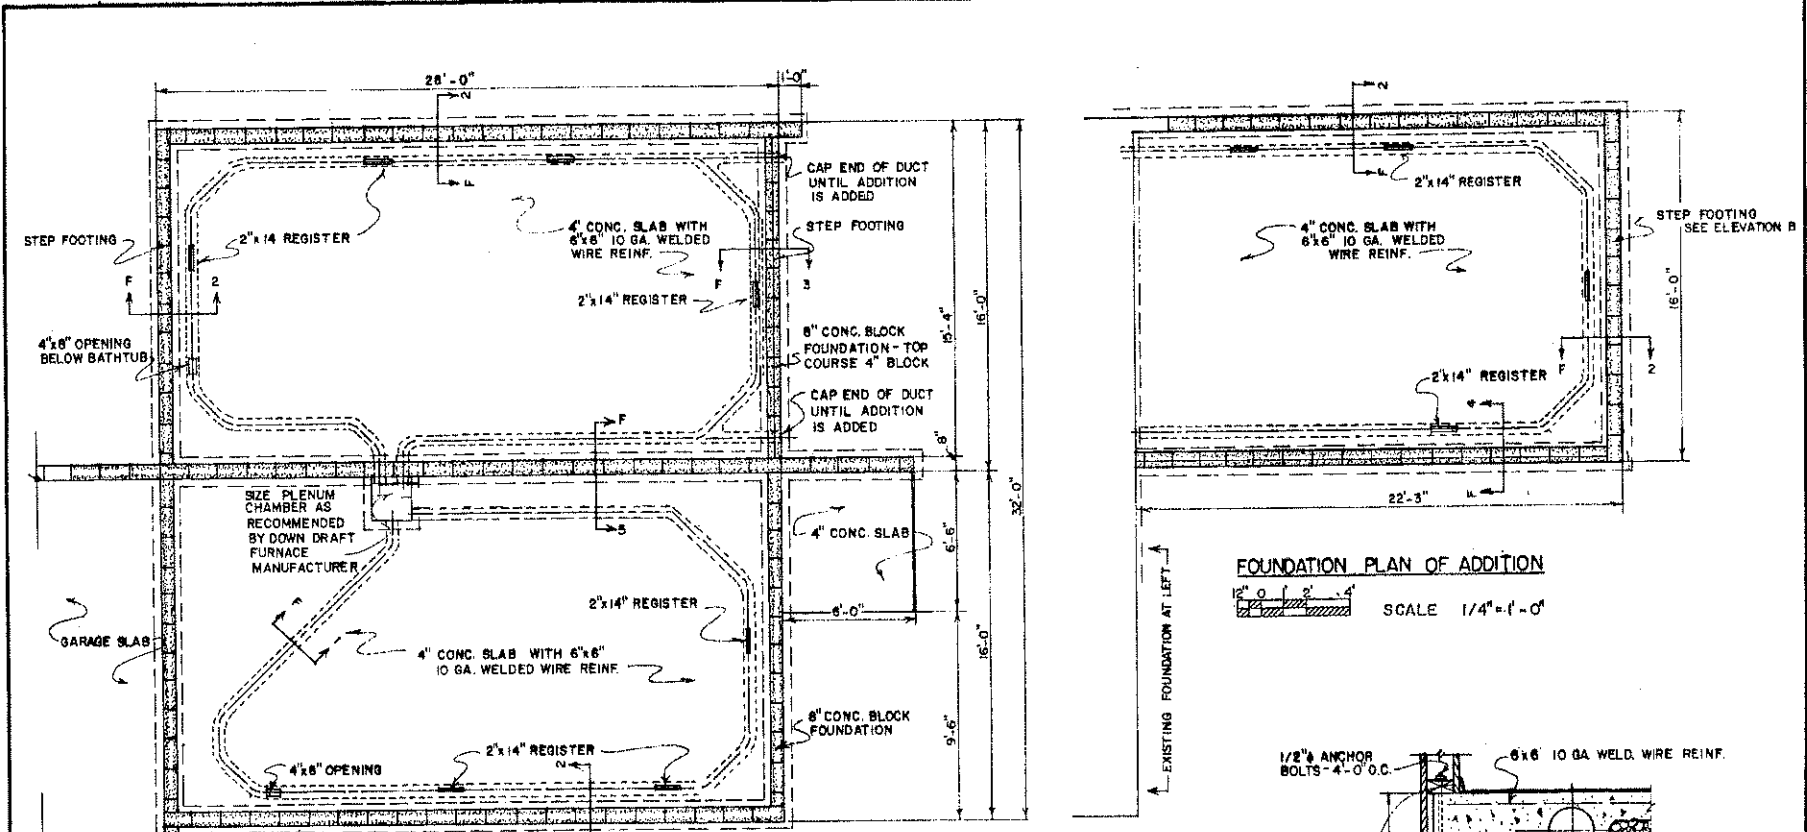 28'-0"
1'-0"
2
F
CAP END OF DUCT
UNTIL ADDITION
IS ADDED
STEP FOOTING
STEP FOOTING
2"x14 REGISTER
4" CONC. SLAB WITH
6"x6" 10 GA. WELDED
WIRE REINF.
F
2
F
3
2"x14" REGISTER
4"x8" OPENING
BELOW BATHTUB
8" CONC. BLOCK
FOUNDATION - TOP
COURSE 4" BLOCK
CAP END OF DUCT
UNTIL ADDITION
IS ADDED
F
5
15'-4"
16'-0"
8"
32'-0"
SIZE PLENUM
CHAMBER AS
RECOMMENDED
BY DOWN DRAFT
FURNACE
MANUFACTURER
4" CONC. SLAB
6'-6"
6'-0"
GARAGE SLAB
F
1
2"x14" REGISTER
4" CONC. SLAB WITH 6"x6"
10 GA. WELDED WIRE REINF.
16'-0"
9'-6"
8" CONC. BLOCK
FOUNDATION
2"x14" REGISTER
4"x8" OPENING
2
2
F
2"x14" REGISTER
4" CONC. SLAB WITH
6"x6" 10 GA. WELDED
WIRE REINF.
STEP FOOTING
SEE ELEVATION B
16'-0"
F
2
2"x14" REGISTER
4
F
22'-3"
EXISTING FOUNDATION AT LEFT
FOUNDATION PLAN OF ADDITION
12" 0 1' 2' 4'
SCALE 1/4"=1'-0"
1/2"ɸ ANCHOR
BOLTS-4'-0" O.C.
6x6 10 GA. WELD. WIRE REINF.